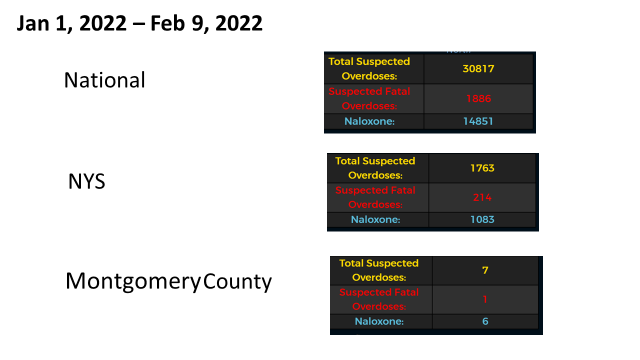 Jan 1, 2022 – Feb 9, 2022
National
Total Suspected
Overdoses:
30817
Suspected Fatal
Overdoses:
1886
Naloxone:
14851
NYS
Total Suspected
Overdoses:
1763
Suspected Fatal
Overdoses:
214
Naloxone:
1083
Montgomery County
Total Suspected
Overdoses:
7
Suspected Fatal
Overdoses:
1
Naloxone:
6